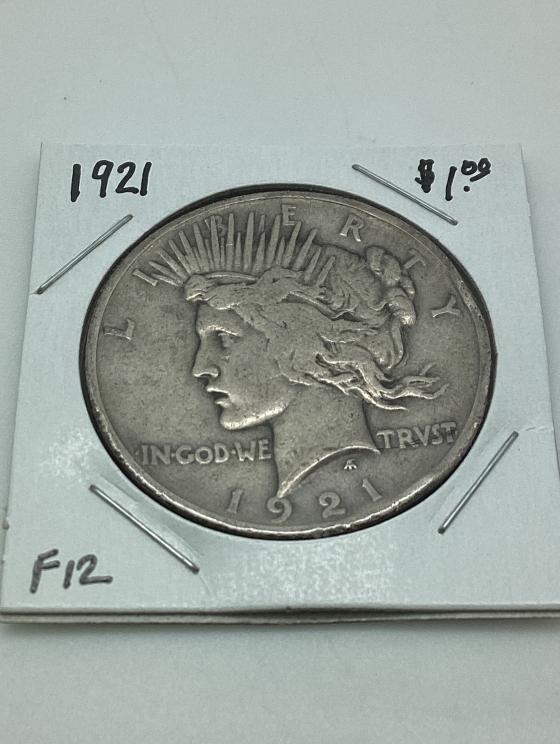 1921 $1.00
LIBERTY
IN·GOD·WE TRVST
1921
F12